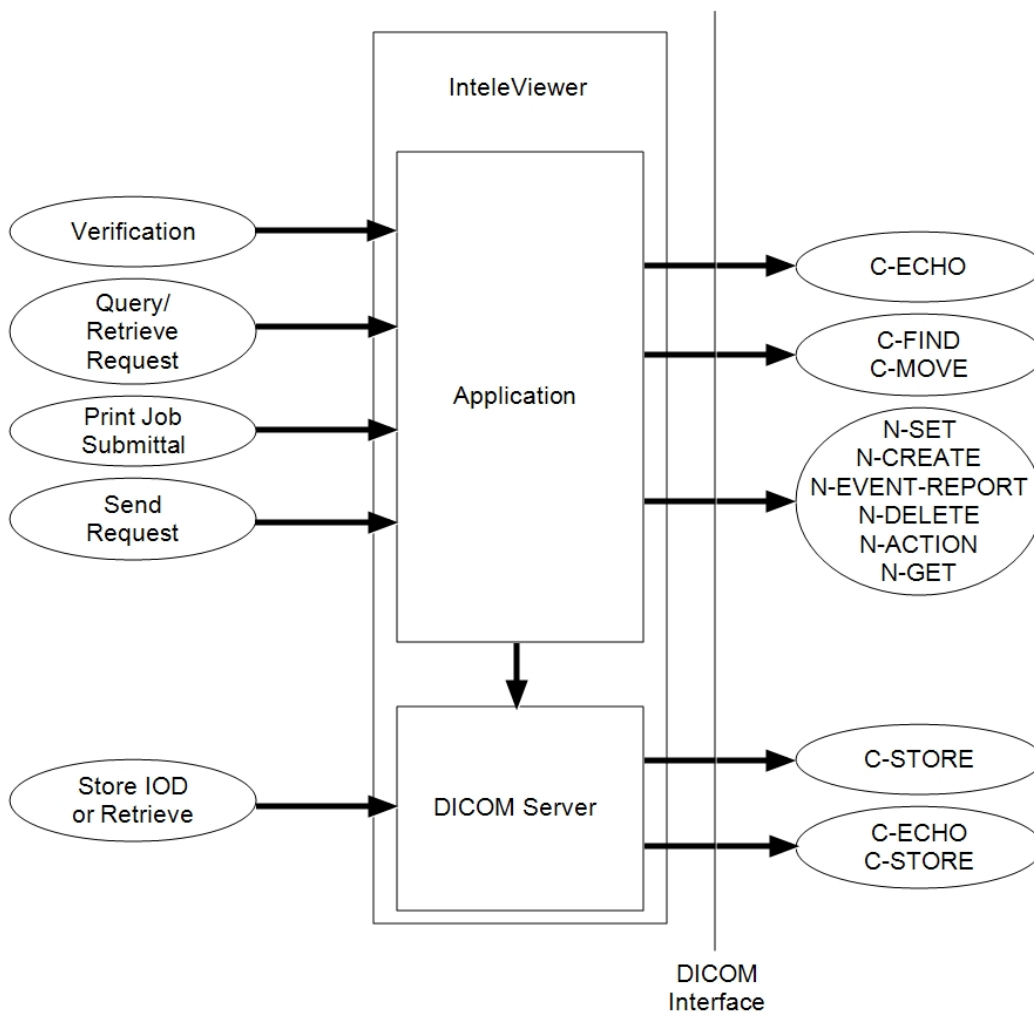 InteleViewer
Verification
Query/
Retrieve
Request
Print Job
Submittal
Send
Request
Application
C-ECHO
C-FIND
C-MOVE
N-SET
N-CREATE
N-EVENT-REPORT
N-DELETE
N-ACTION
N-GET
Store IOD
or Retrieve
DICOM Server
C-STORE
C-ECHO
C-STORE
DICOM
Interface